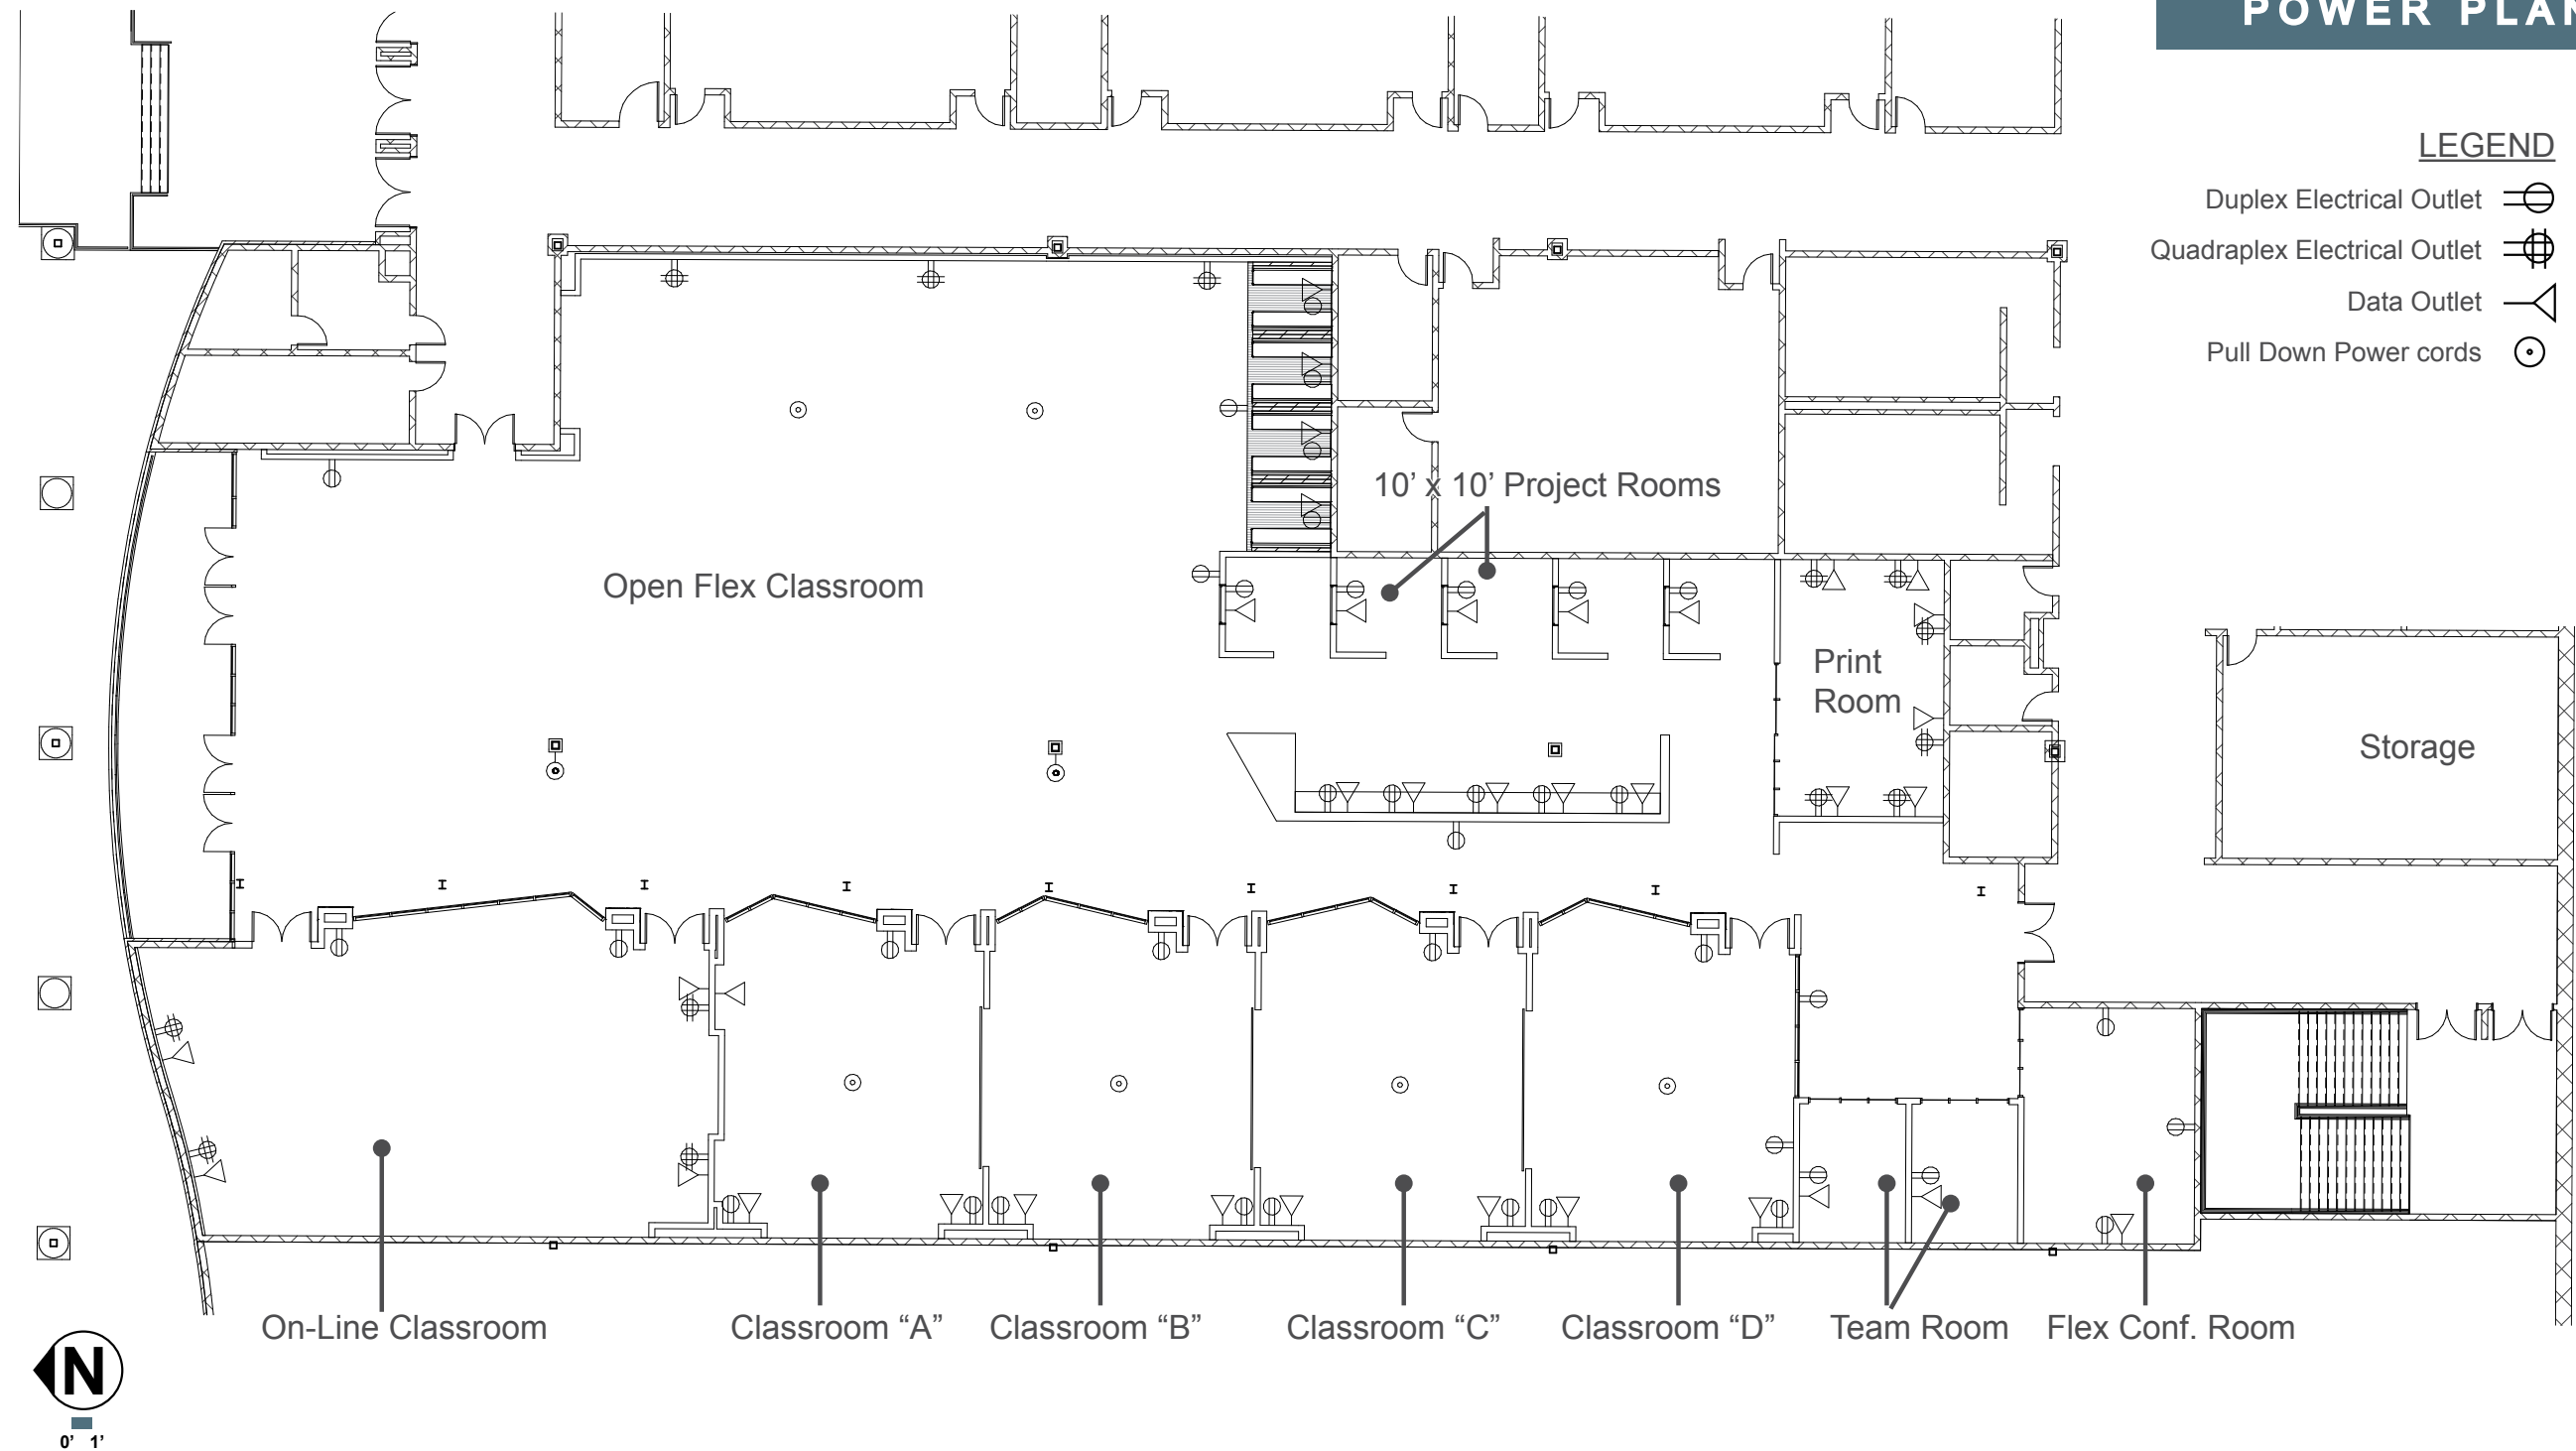 POWER PLAN
LEGEND
Duplex Electrical Outlet
Quadraplex Electrical Outlet
Data Outlet
Pull Down Power cords
10’ x 10’ Project Rooms
Open Flex Classroom
Print
Room
Storage
On-Line Classroom
Classroom “A”
Classroom “B”
Classroom “C”
Classroom “D”
Team Room
Flex Conf. Room
N
0’ 1’